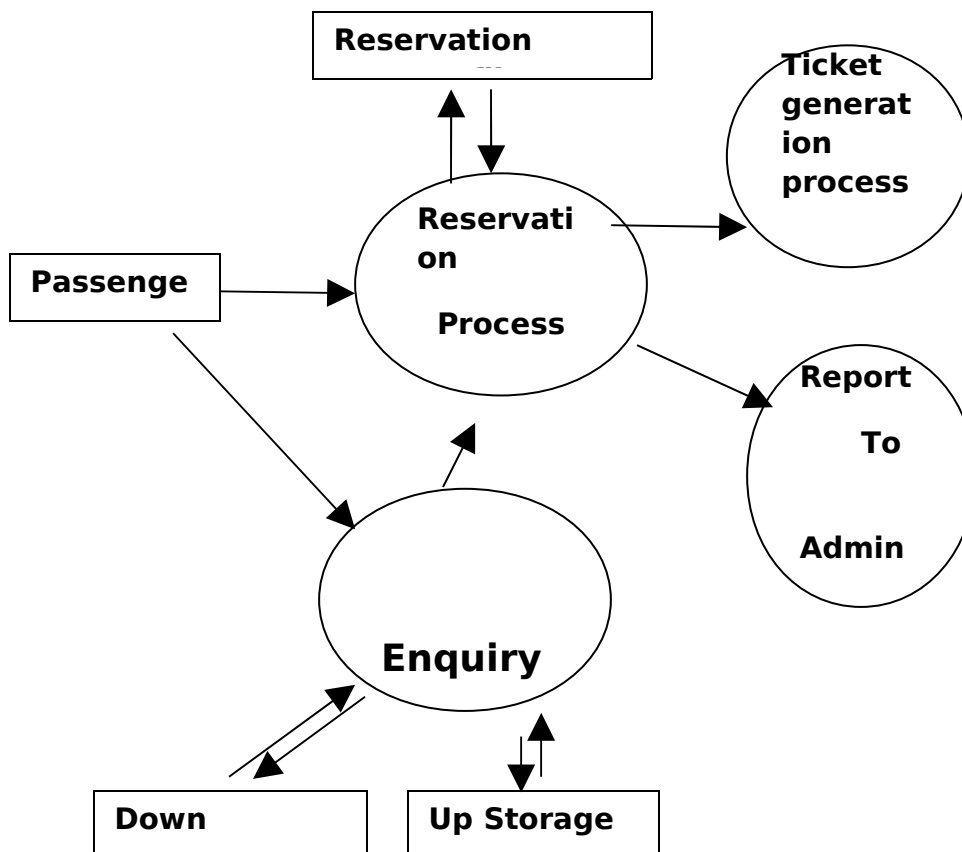 Reservation
Ticket
generat
ion
process
Reservati
on
Process
Passenge
Report
To
Admin
Enquiry
Down
Up Storage